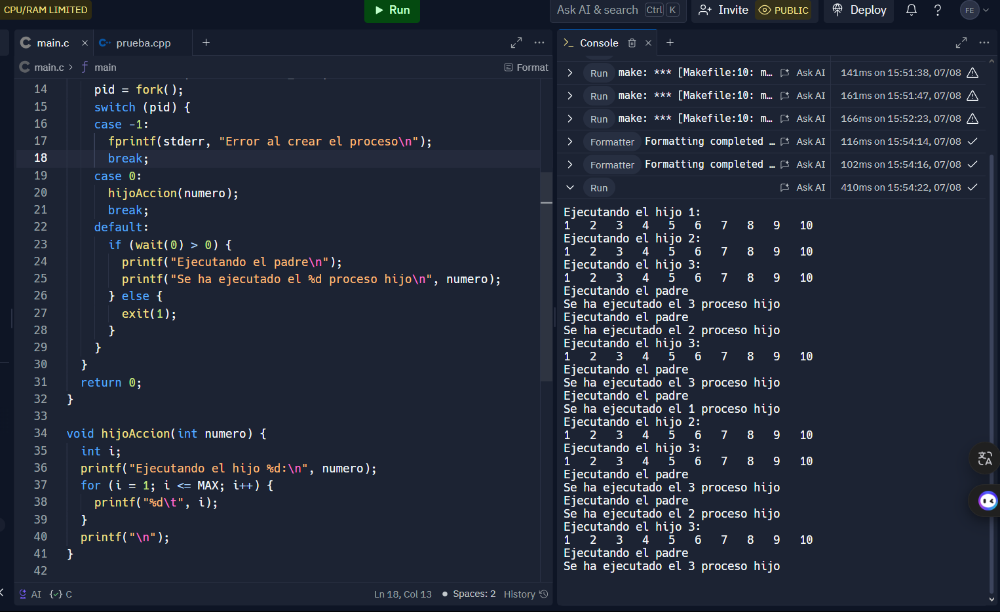 CPU/RAM LIMITED
Run
Ask AI & search Ctrl K
Invite
PUBLIC
Deploy
FE
main.c
prueba.cpp
main.c > main
Format
14 pid = fork();
15 switch (pid) {
16 case -1:
17 fprintf(stderr, "Error al crear el proceso\n");
18 break;
19 case 0:
20 hijoAccion(numero);
21 break;
22 default:
23 if (wait(0) > 0) {
24 printf("Ejecutando el padre\n");
25 printf("Se ha ejecutado el %d proceso hijo\n", numero);
26 } else {
27 exit(1);
28 }
29 }
30 }
31 return 0;
32 }
33
34 void hijoAccion(int numero) {
35 int i;
36 printf("Ejecutando el hijo %d:\n", numero);
37 for (i = 1; i <= MAX; i++) {
38 printf("%d\t", i);
39 }
40 printf("\n");
41 }
42
AI {✓} C
Ln 18, Col 13 Spaces: 2 History
Console
Run make: *** [Makefile:10: m… Ask AI 141ms on 15:51:38, 07/08
Run make: *** [Makefile:10: m… Ask AI 161ms on 15:51:47, 07/08
Run make: *** [Makefile:10: m… Ask AI 166ms on 15:52:23, 07/08
Formatter Formatting completed … Ask AI 116ms on 15:54:14, 07/08
Formatter Formatting completed … Ask AI 102ms on 15:54:16, 07/08
Run Ask AI 410ms on 15:54:22, 07/08
Ejecutando el hijo 1:
1 2 3 4 5 6 7 8 9 10
Ejecutando el hijo 2:
1 2 3 4 5 6 7 8 9 10
Ejecutando el hijo 3:
1 2 3 4 5 6 7 8 9 10
Ejecutando el padre
Se ha ejecutado el 3 proceso hijo
Ejecutando el padre
Se ha ejecutado el 2 proceso hijo
Ejecutando el hijo 3:
1 2 3 4 5 6 7 8 9 10
Ejecutando el padre
Se ha ejecutado el 3 proceso hijo
Ejecutando el padre
Se ha ejecutado el 1 proceso hijo
Ejecutando el hijo 2:
1 2 3 4 5 6 7 8 9 10
Ejecutando el hijo 3:
1 2 3 4 5 6 7 8 9 10
Ejecutando el padre
Se ha ejecutado el 3 proceso hijo
Ejecutando el padre
Se ha ejecutado el 2 proceso hijo
Ejecutando el hijo 3:
1 2 3 4 5 6 7 8 9 10
Ejecutando el padre
Se ha ejecutado el 3 proceso hijo